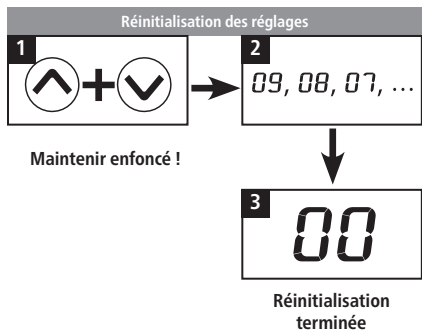 Réinitialisation des réglages
1
+
2
09, 08, 07, ...
Maintenir enfoncé !
3
00
Réinitialisation
terminée